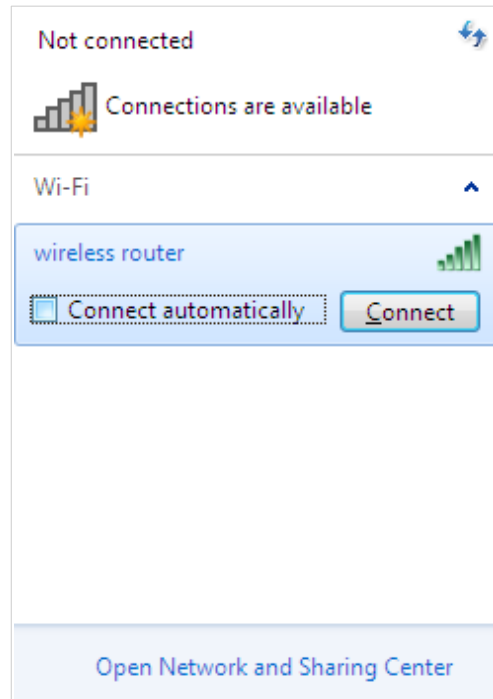 Not connected
Connections are available
Wi-Fi
wireless router
Connect automatically
Connect
Open Network and Sharing Center